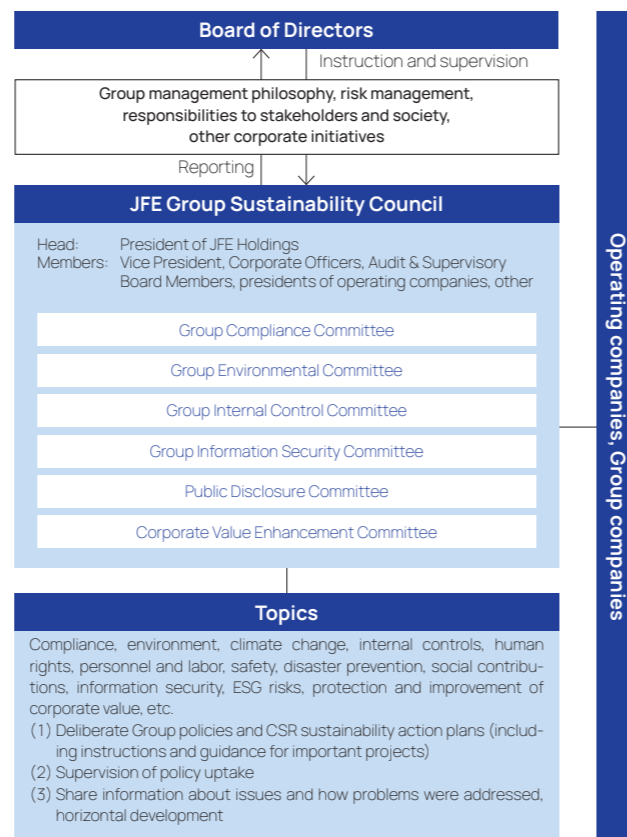 Board of Directors
Instruction and supervision
Group management philosophy, risk management,
responsibilities to stakeholders and society,
other corporate initiatives
Reporting
JFE Group Sustainability Council
Head: President of JFE Holdings
Members: Vice President, Corporate Officers, Audit & Supervisory
Board Members, presidents of operating companies, other
Group Compliance Committee
Group Environmental Committee
Group Internal Control Committee
Group Information Security Committee
Public Disclosure Committee
Corporate Value Enhancement Committee
Topics
Compliance, environment, climate change, internal controls, human
rights, personnel and labor, safety, disaster prevention, social contribu-
tions, information security, ESG risks, protection and improvement of
corporate value, etc.
(1) Deliberate Group policies and CSR sustainability action plans (includ-
ing instructions and guidance for important projects)
(2) Supervision of policy uptake
(3) Share information about issues and how problems were addressed,
horizontal development
Operating companies, Group companies